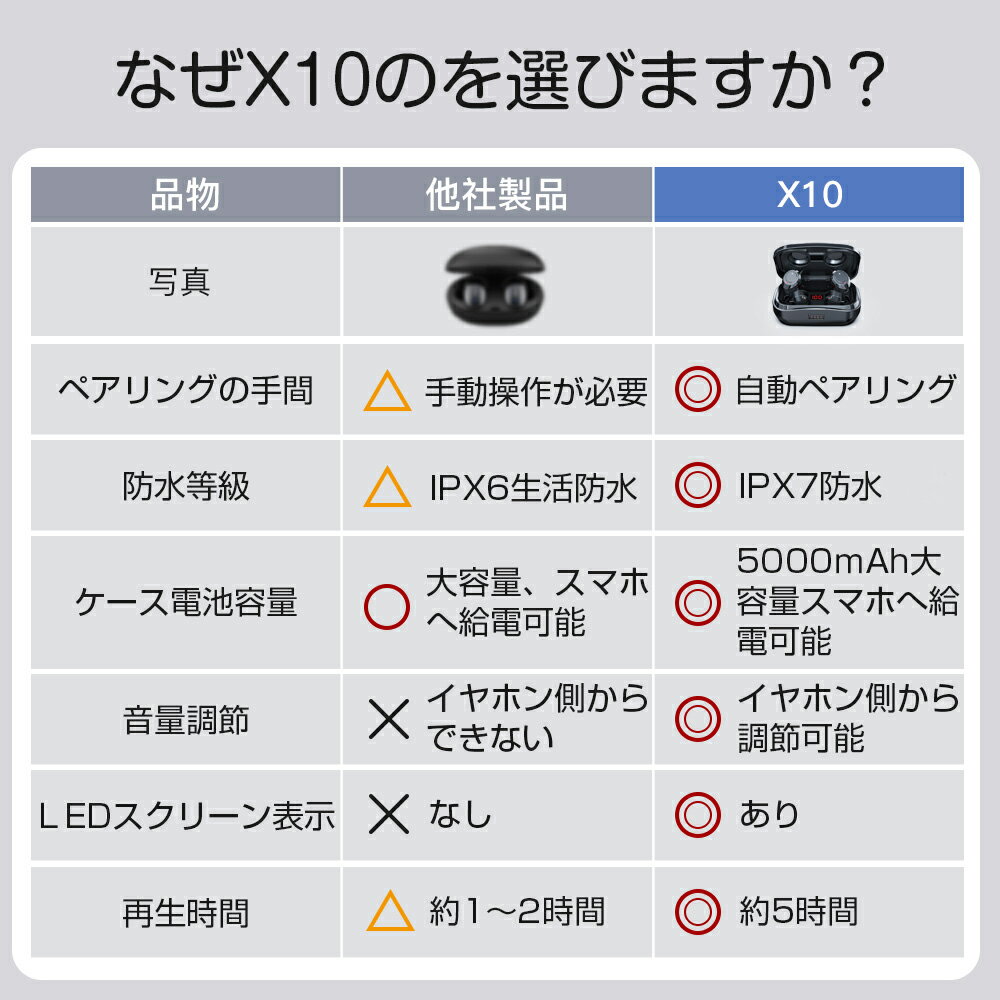 なぜX10のを選びますか？
品物 他社製品 X10
写真
ペアリングの手間 △ 手動操作が必要 ◎ 自動ペアリング
防水等級 △ IPX6生活防水 ◎ IPX7防水
ケース電池容量 ○ 大容量、スマホ
へ給電可能 ◎ 5000mAh大
容量スマホへ給
電可能
音量調節 × イヤホン側から
できない ◎ イヤホン側から
調節可能
LEDスクリーン表示 × なし ◎ あり
再生時間 △ 約1～2時間 ◎ 約5時間